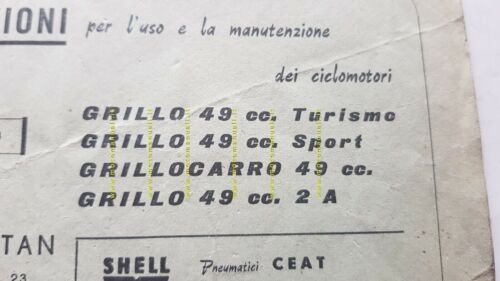 IONI per l'uso e la manutenzione
dei ciclomotori
GRILLO 49 cc. Turismo
GRILLO 49 cc. Sport
GRILLOCARRO 49 cc.
GRILLO 49 cc. 2 A
TAN
23
SHELL Pneumatici CEAT